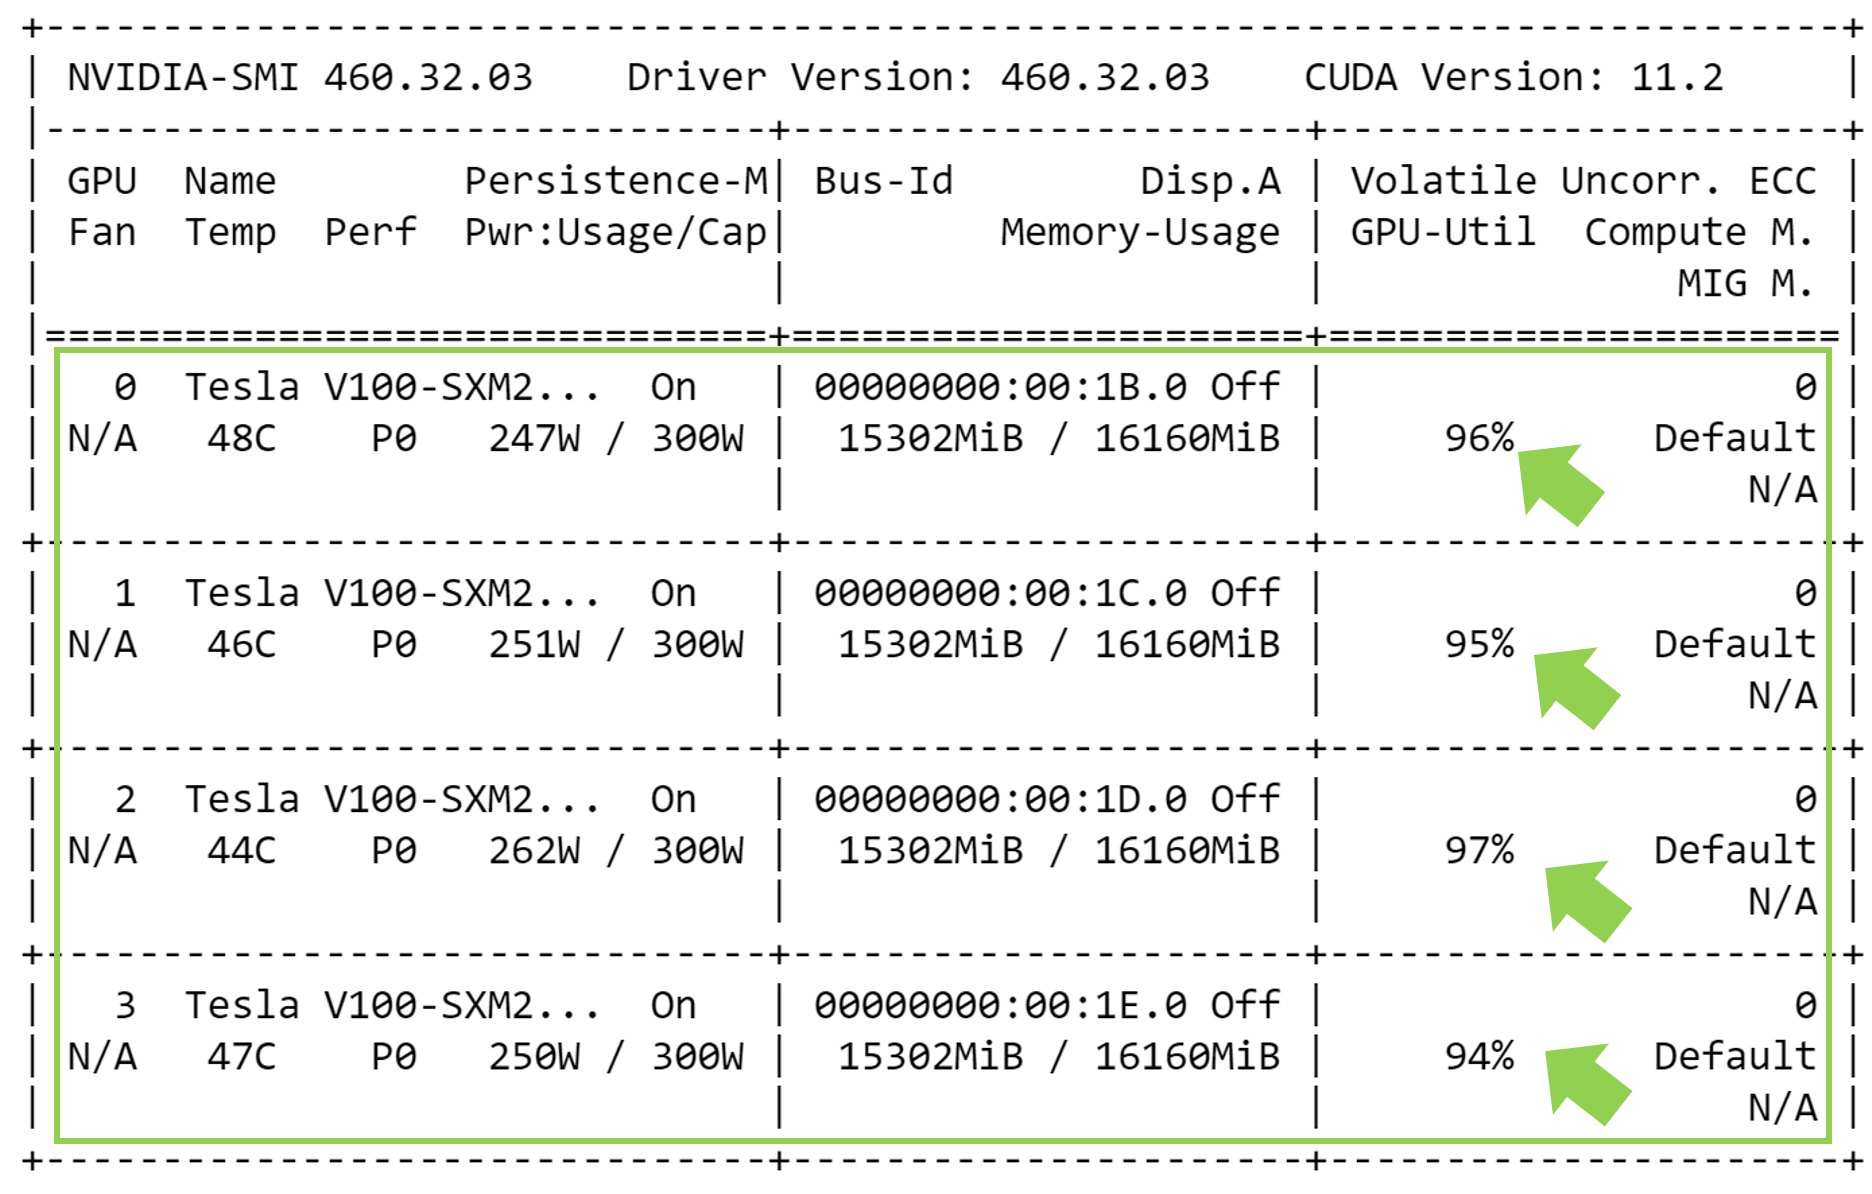 +-----------------------------------------------------------------------------+
| NVIDIA-SMI 460.32.03    Driver Version: 460.32.03    CUDA Version: 11.2     |
|-------------------------------+----------------------+----------------------+
| GPU  Name        Persistence-M| Bus-Id        Disp.A | Volatile Uncorr. ECC |
| Fan  Temp  Perf  Pwr:Usage/Cap|         Memory-Usage | GPU-Util  Compute M. |
|                               |                      |               MIG M. |
|===============================+======================+======================|
|   0  Tesla V100-SXM2...  On   | 00000000:00:1B.0 Off |                    0 |
| N/A   48C    P0   247W / 300W |  15302MiB / 16160MiB |     96%      Default |
|                               |                      |                  N/A |
+-------------------------------+----------------------+----------------------+
|   1  Tesla V100-SXM2...  On   | 00000000:00:1C.0 Off |                    0 |
| N/A   46C    P0   251W / 300W |  15302MiB / 16160MiB |     95%      Default |
|                               |                      |                  N/A |
+-------------------------------+----------------------+----------------------+
|   2  Tesla V100-SXM2...  On   | 00000000:00:1D.0 Off |                    0 |
| N/A   44C    P0   262W / 300W |  15302MiB / 16160MiB |     97%      Default |
|                               |                      |                  N/A |
+-------------------------------+----------------------+----------------------+
|   3  Tesla V100-SXM2...  On   | 00000000:00:1E.0 Off |                    0 |
| N/A   47C    P0   250W / 300W |  15302MiB / 16160MiB |     94%      Default |
|                               |                      |                  N/A |
+-------------------------------+----------------------+----------------------+